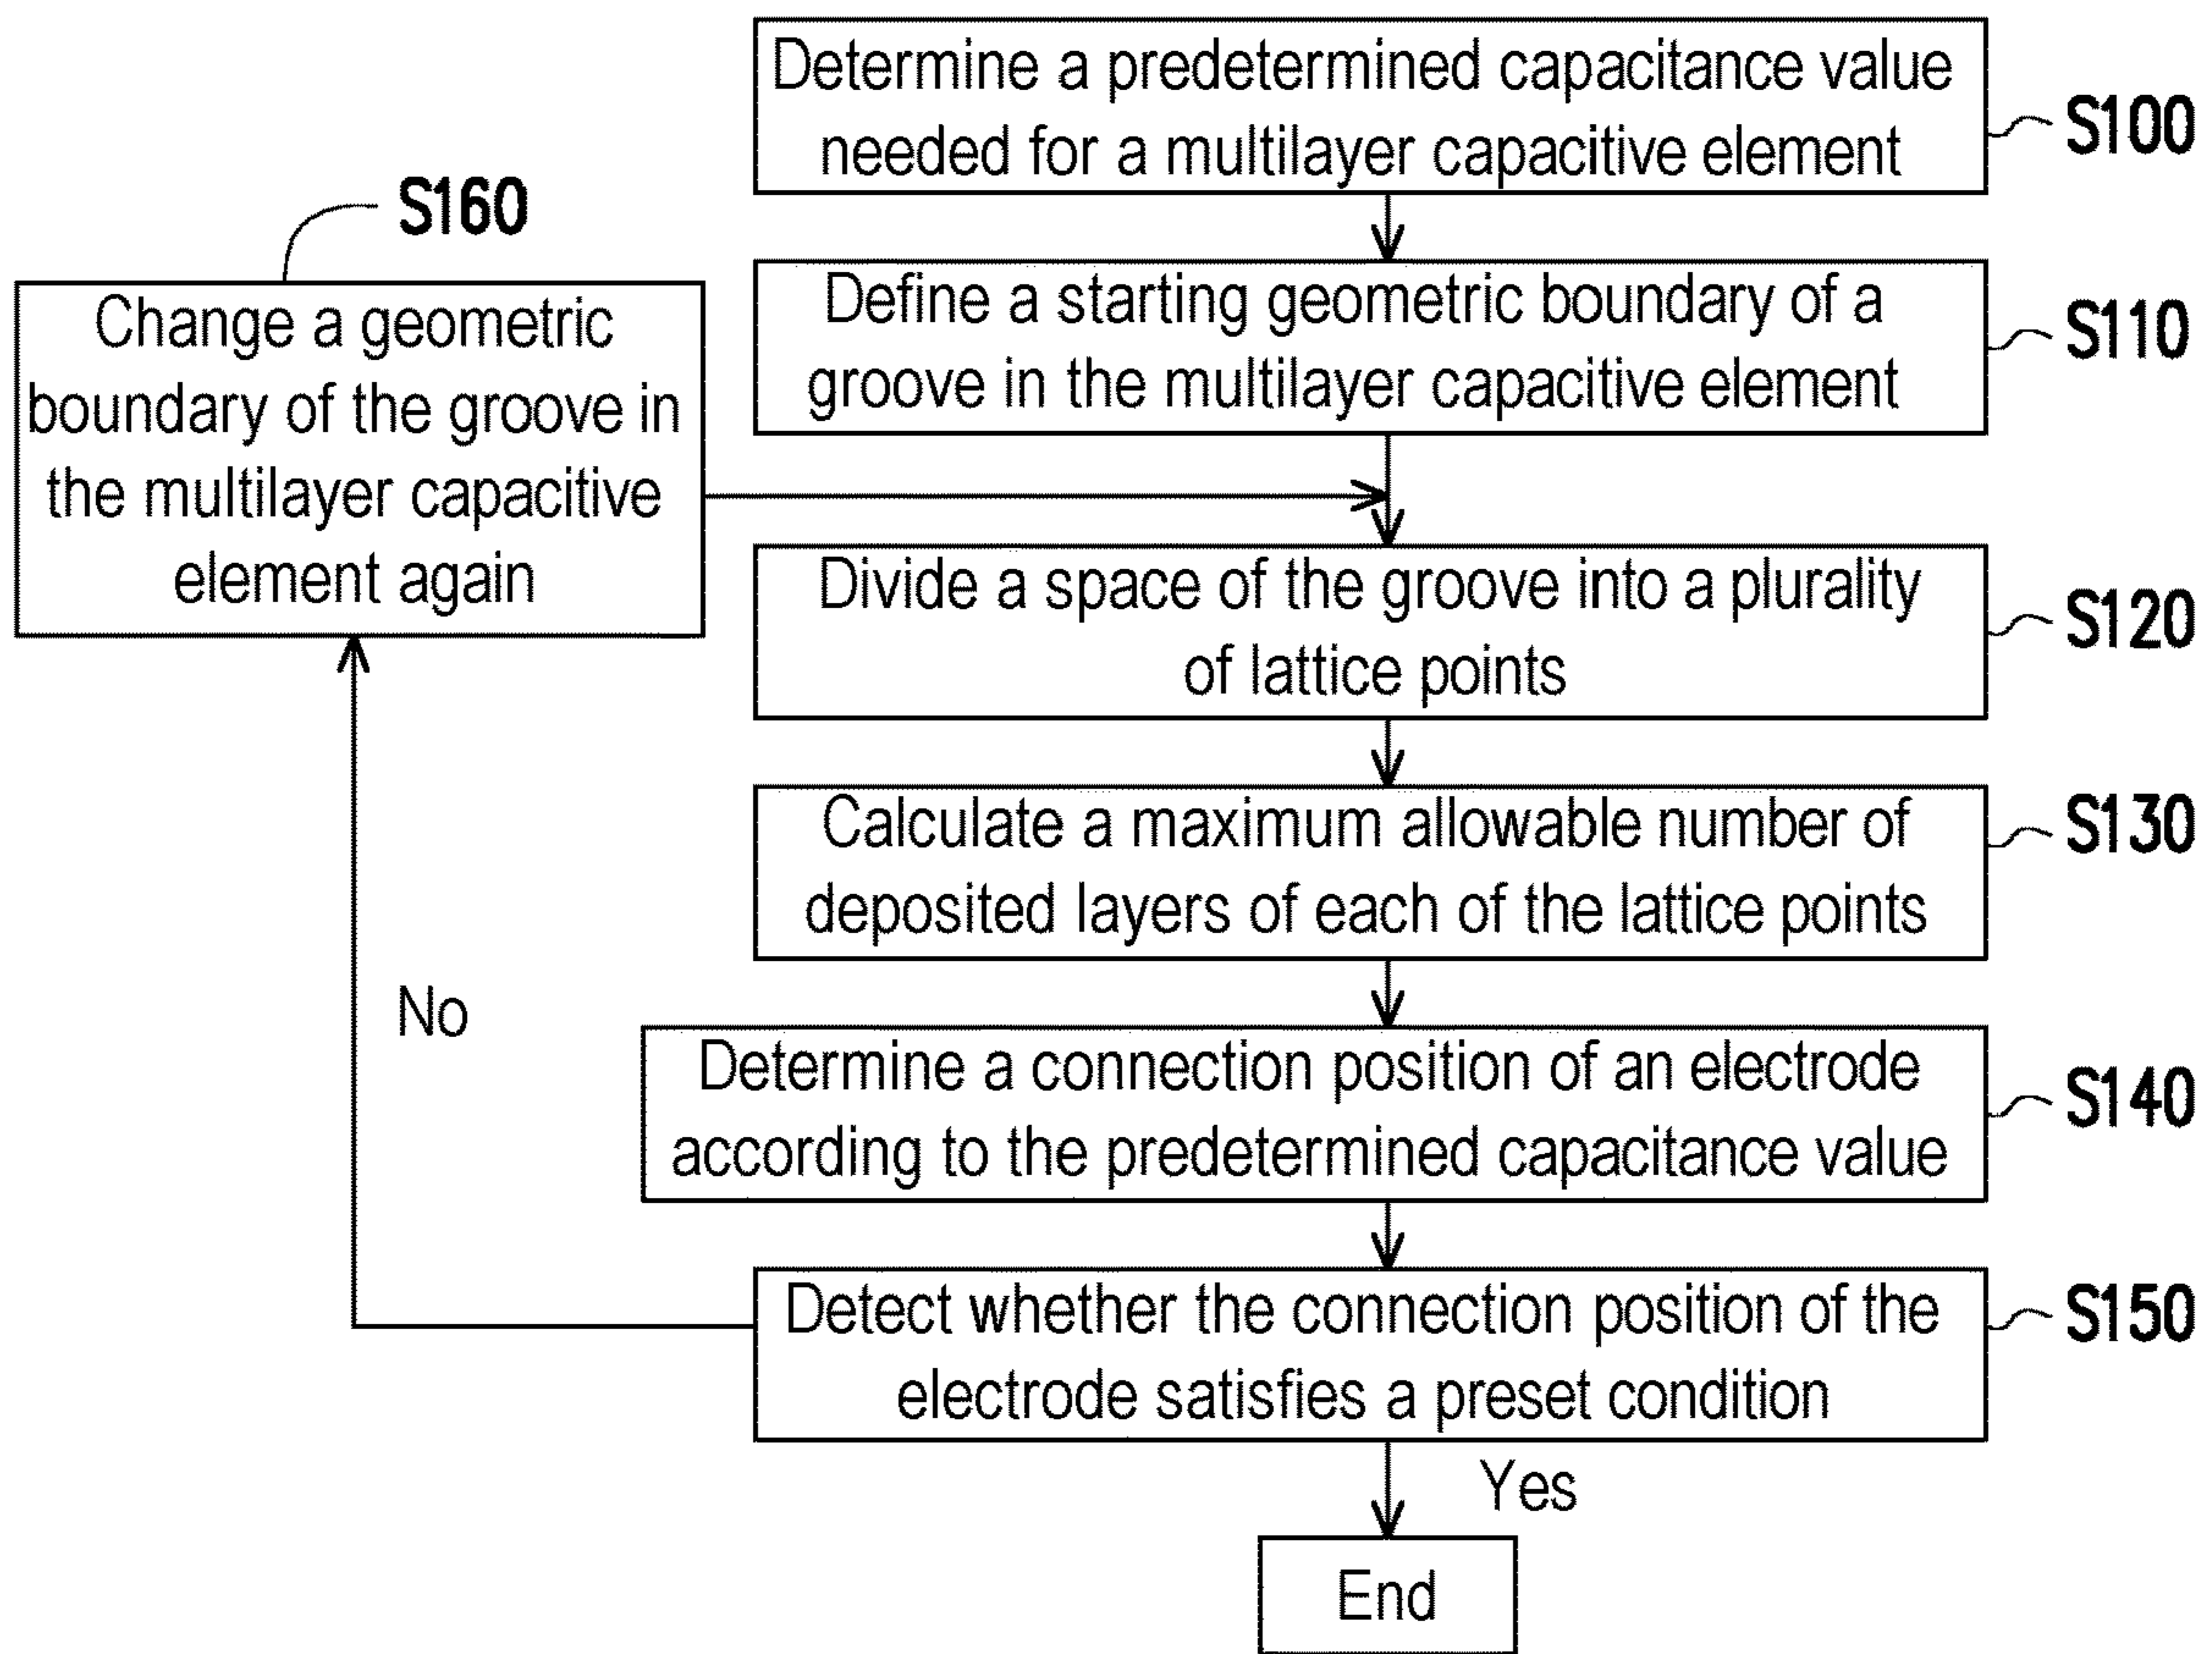 Determine a predetermined capacitance value
needed for a multilayer capacitive element
S100
S160
Define a starting geometric boundary of a
groove in the multilayer capacitive element
S110
Change a geometric
boundary of the groove in
the multilayer capacitive
element again
Divide a space of the groove into a plurality
of lattice points
S120
Calculate a maximum allowable number of
deposited layers of each of the lattice points
S130
No
Determine a connection position of an electrode
according to the predetermined capacitance value
S140
Detect whether the connection position of the
electrode satisfies a preset condition
S150
Yes
End